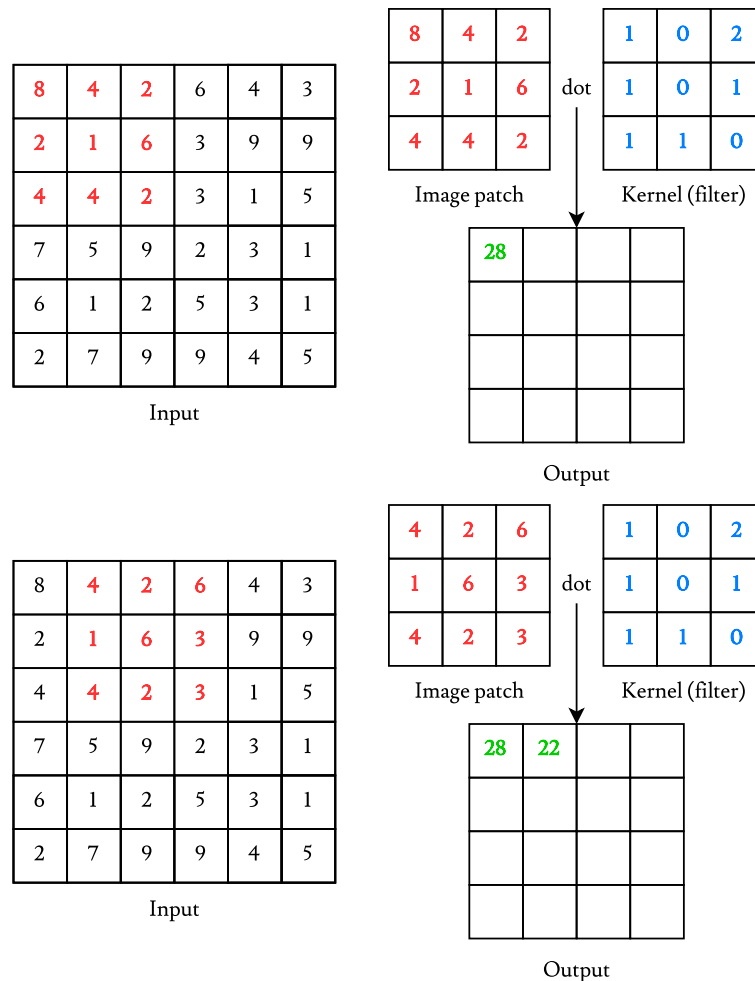 8 4 2
1 0 2
8 4 2 6 4 3
2 1 6
dot
1 0 1
2 1 6 3 9 9
4 4 2
1 1 0
4 4 2 3 1 5
Image patch
Kernel (filter)
7 5 9 2 3 1
28
6 1 2 5 3 1
2 7 9 9 4 5
Input
Output
4 2 6
1 0 2
8 4 2 6 4 3
1 6 3
dot
1 0 1
2 1 6 3 9 9
4 2 3
1 1 0
4 4 2 3 1 5
Image patch
Kernel (filter)
7 5 9 2 3 1
28 22
6 1 2 5 3 1
2 7 9 9 4 5
Input
Output